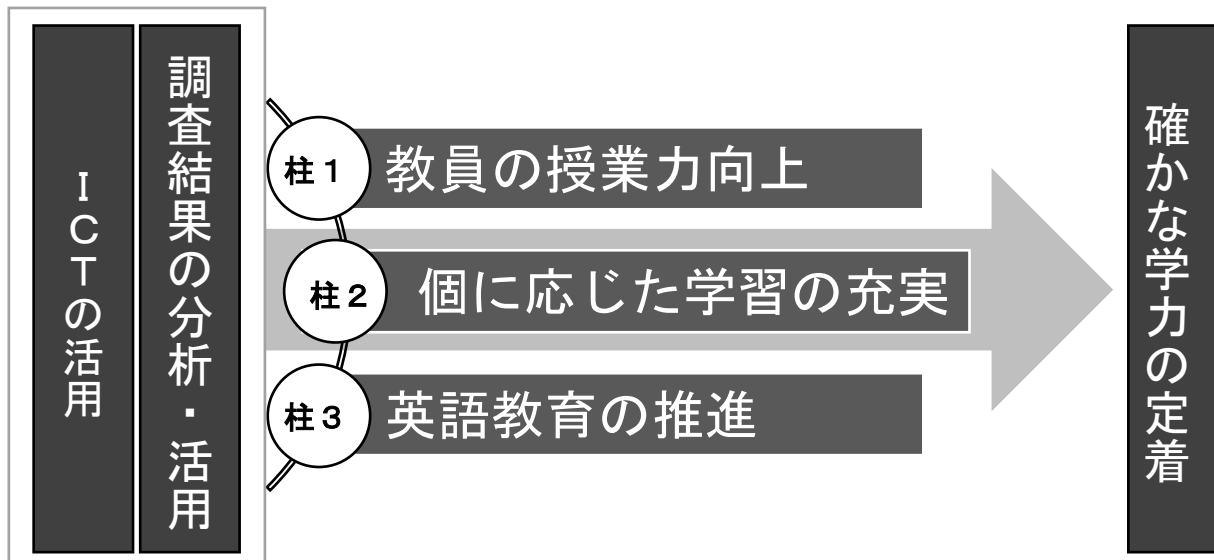 ＩＣＴの活用
調査結果の分析・活用
柱１
教員の授業力向上
柱２
個に応じた学習の充実
柱３
英語教育の推進
確かな学力の定着